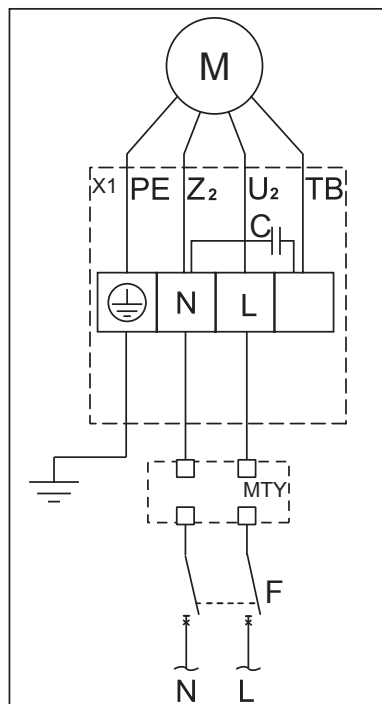 M
X1 PE Z₂ U₂ TB
C
N L
MTY
F
N L